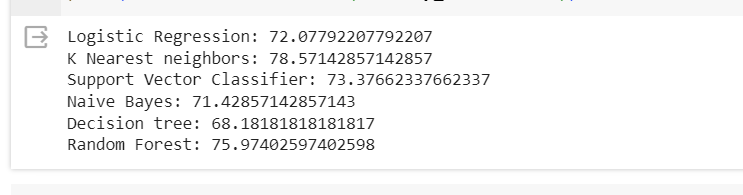 Logistic Regression: 72.07792207792207
K Nearest neighbors: 78.57142857142857
Support Vector Classifier: 73.37662337662337
Naive Bayes: 71.42857142857143
Decision tree: 68.18181818181817
Random Forest: 75.97402597402598